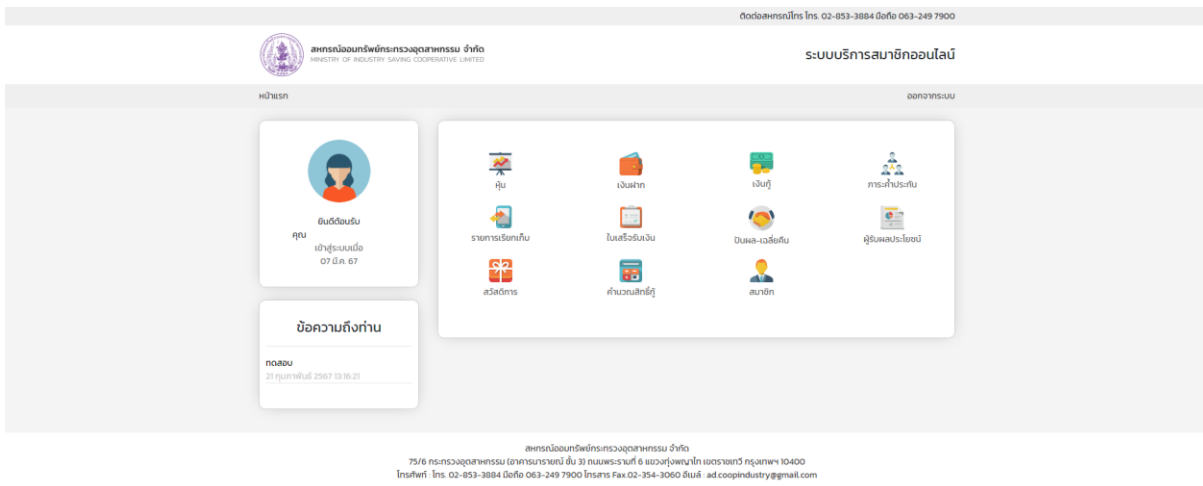 ติดต่อสหกรณ์โทร โทร. 02-853-3884 มือถือ 063-249 7900
สหกรณ์ออมทรัพย์กระทรวงอุตสาหกรรม จำกัด
MINISTRY OF INDUSTRY SAVING COOPERATIVE LIMITED
ระบบบริการสมาชิกออนไลน์
หน้าแรก
ออกจากระบบ
ยินดีต้อนรับ
คุณ
เข้าสู่ระบบเมื่อ
07 มี.ค. 67
หุ้น
เงินฝาก
เงินกู้
ภาระค้ำประกัน
รายการเรียกเก็บ
ใบเสร็จรับเงิน
ปันผล-เฉลี่ยคืน
ผู้รับผลประโยชน์
สวัสดิการ
คำนวณสิทธิ์กู้
สมาชิก
ข้อความถึงท่าน
ทดสอบ
21 กุมภาพันธ์ 2567 13:16:21
สหกรณ์ออมทรัพย์กระทรวงอุตสาหกรรม จำกัด
75/6 กระทรวงอุตสาหกรรม (อาคารนารายณ์ ชั้น 3) ถนนพระรามที่ 6 แขวงทุ่งพญาไท เขตราชเทวี กรุงเทพฯ 10400
โทรศัพท์ : โทร. 02-853-3884 มือถือ 063-249 7900 โทรสาร Fax.02-354-3060 อีเมล์ : ad.coopindustry@gmail.com